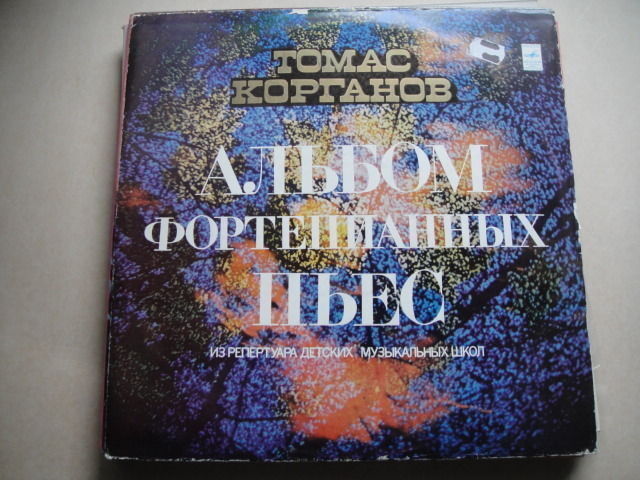 ТОМАС
КОРГАНОВ
АЛЬБОМ
ФОРТЕПИАННЫХ
ПЬЕС
ИЗ РЕПЕРТУАРА ДЕТСКИХ МУЗЫКАЛЬНЫХ ШКОЛ